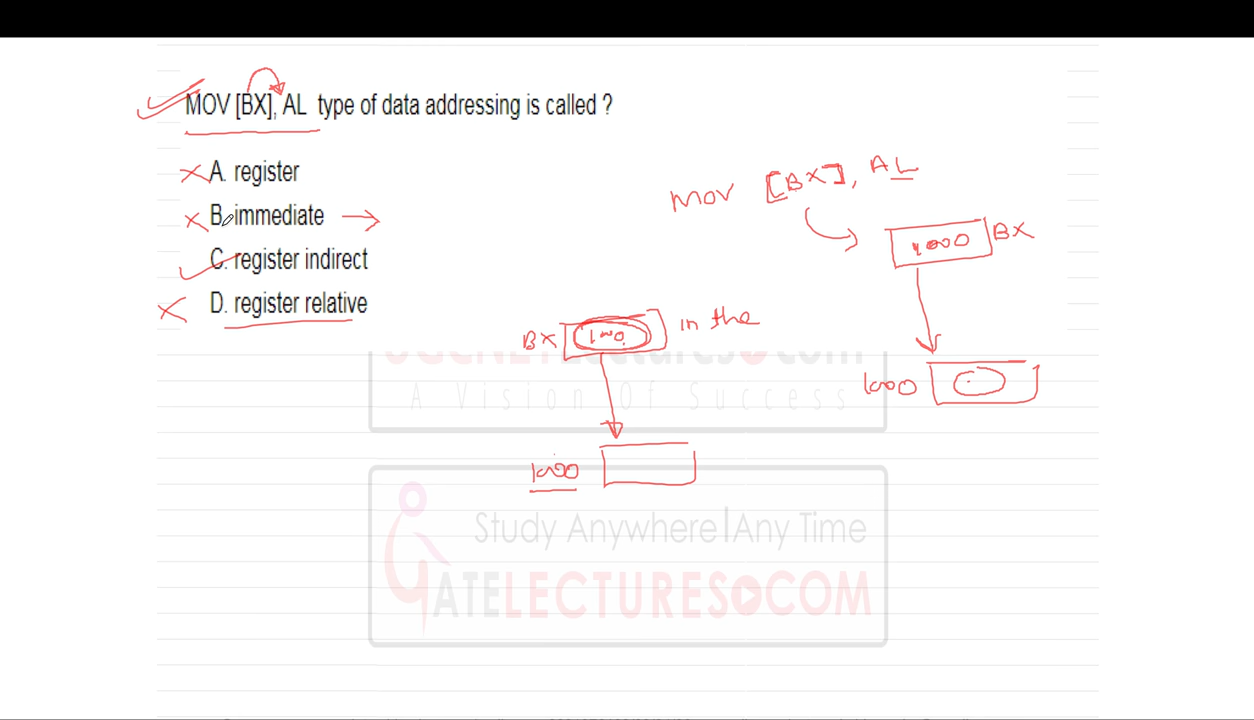 MOV [BX], AL type of data addressing is called ?
A. register
B. immediate
C. register indirect
D. register relative
Mov [BX], AL
1000 BX
BX 1000 in the
1000
1000
A Vision Of Success
Study Anywhere|Any Time
GATELECTURES.COM